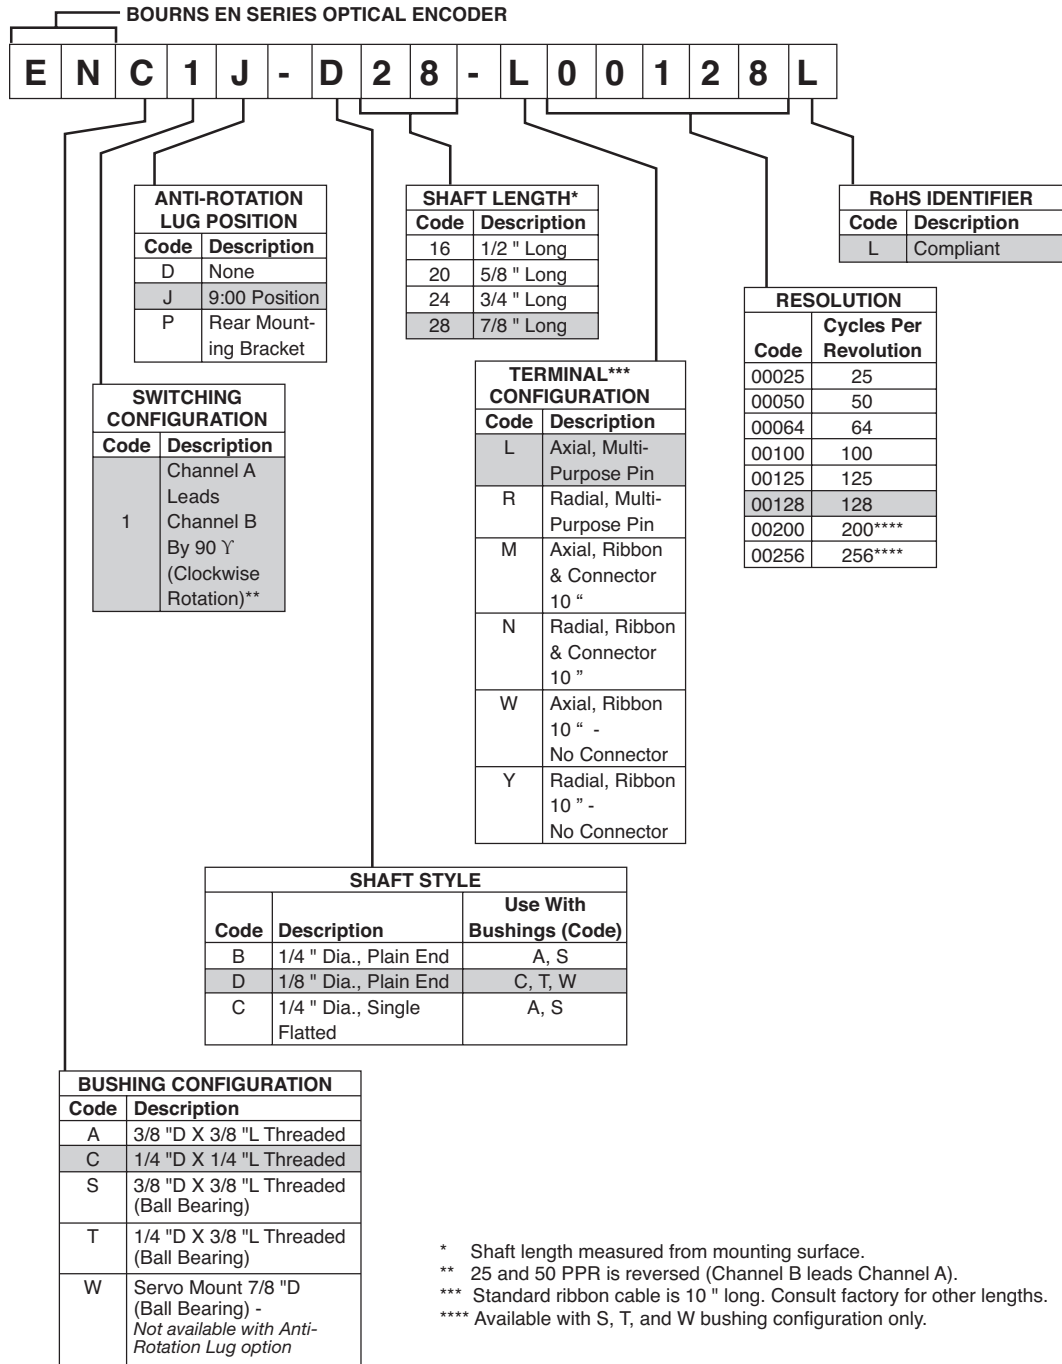 BOURNS EN SERIES OPTICAL ENCODER
E N C 1 J - D 2 8 - L 0 0 1 2 8 L
ANTI-ROTATION
LUG POSITION
Code Description
D None
J 9:00 Position
P Rear Mount-
ing Bracket
SHAFT LENGTH*
Code Description
16 1/2 " Long
20 5/8 " Long
24 3/4 " Long
28 7/8 " Long
RoHS IDENTIFIER
Code Description
L Compliant
RESOLUTION
Cycles Per
Code Revolution
00025 25
00050 50
00064 64
00100 100
00125 125
00128 128
00200 200****
00256 256****
SWITCHING
CONFIGURATION
Code Description
Channel A
Leads
1 Channel B
By 90 ϒ
(Clockwise
Rotation)**
TERMINAL***
CONFIGURATION
Code Description
L Axial, Multi-
Purpose Pin
R Radial, Multi-
Purpose Pin
M Axial, Ribbon
& Connector
10 “
N Radial, Ribbon
& Connector
10 ”
W Axial, Ribbon
10 “ -
No Connector
Y Radial, Ribbon
10 ” -
No Connector
SHAFT STYLE
Use With
Code Description Bushings (Code)
B 1/4 " Dia., Plain End A, S
D 1/8 " Dia., Plain End C, T, W
C 1/4 " Dia., Single A, S
Flatted
BUSHING CONFIGURATION
Code Description
A 3/8 "D X 3/8 "L Threaded
C 1/4 "D X 1/4 "L Threaded
S 3/8 "D X 3/8 "L Threaded
(Ball Bearing)
T 1/4 "D X 3/8 "L Threaded
(Ball Bearing)
W Servo Mount 7/8 "D
(Ball Bearing) -
Not available with Anti-
Rotation Lug option
* Shaft length measured from mounting surface.
** 25 and 50 PPR is reversed (Channel B leads Channel A).
*** Standard ribbon cable is 10 " long. Consult factory for other lengths.
**** Available with S, T, and W bushing configuration only.